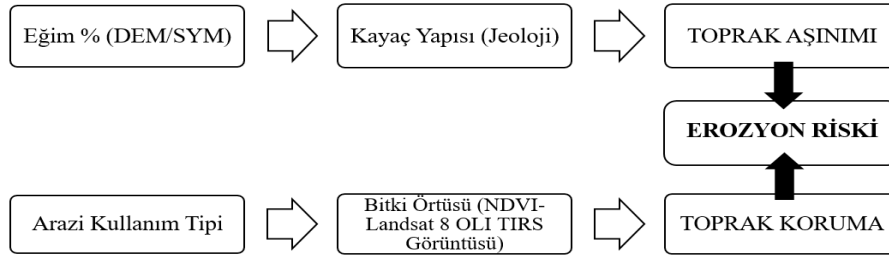 Eğim % (DEM/SYM)
Kayaç Yapısı (Jeoloji)
TOPRAK AŞINIMI
EROZYON RİSKİ
Arazi Kullanım Tipi
Bitki Örtüsü (NDVI-
Landsat 8 OLI TIRS
Görüntüsü)
TOPRAK KORUMA